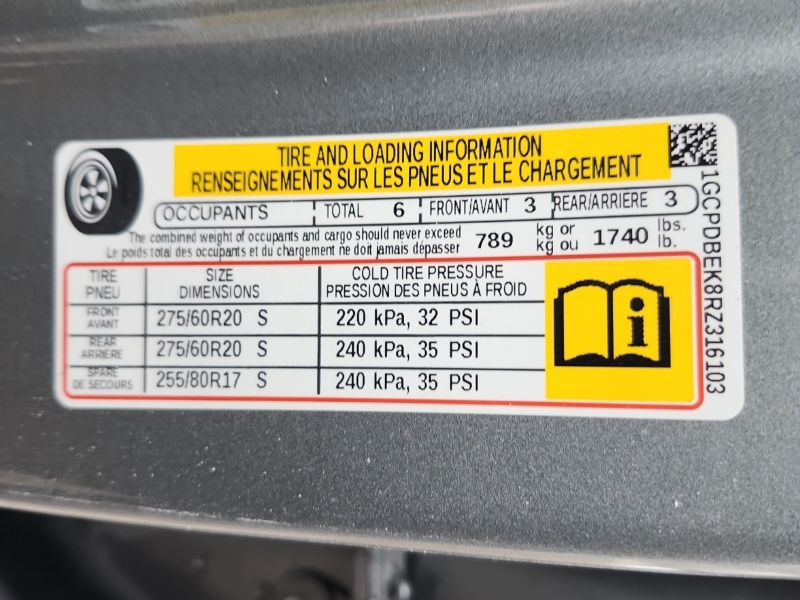 TIRE AND LOADING INFORMATION
RENSEIGNEMENTS SUR LES PNEUS ET LE CHARGEMENT
OCCUPANTS TOTAL 6 FRONT/AVANT 3 REAR/ARRIERE 3
The combined weight of occupants and cargo should never exceed 789 kg or 1740 lbs.
Le poids total des occupants et du chargement ne doit jamais dépasser kg ou lb.
TIRE SIZE COLD TIRE PRESSURE
PNEU DIMENSIONS PRESSION DES PNEUS À FROID
FRONT
AVANT 275/60R20 S 220 kPa, 32 PSI
REAR
ARRIERE 275/60R20 S 240 kPa, 35 PSI
SPARE
DE SECOURS 255/80R17 S 240 kPa, 35 PSI
1GCPDBEK8RZ316103